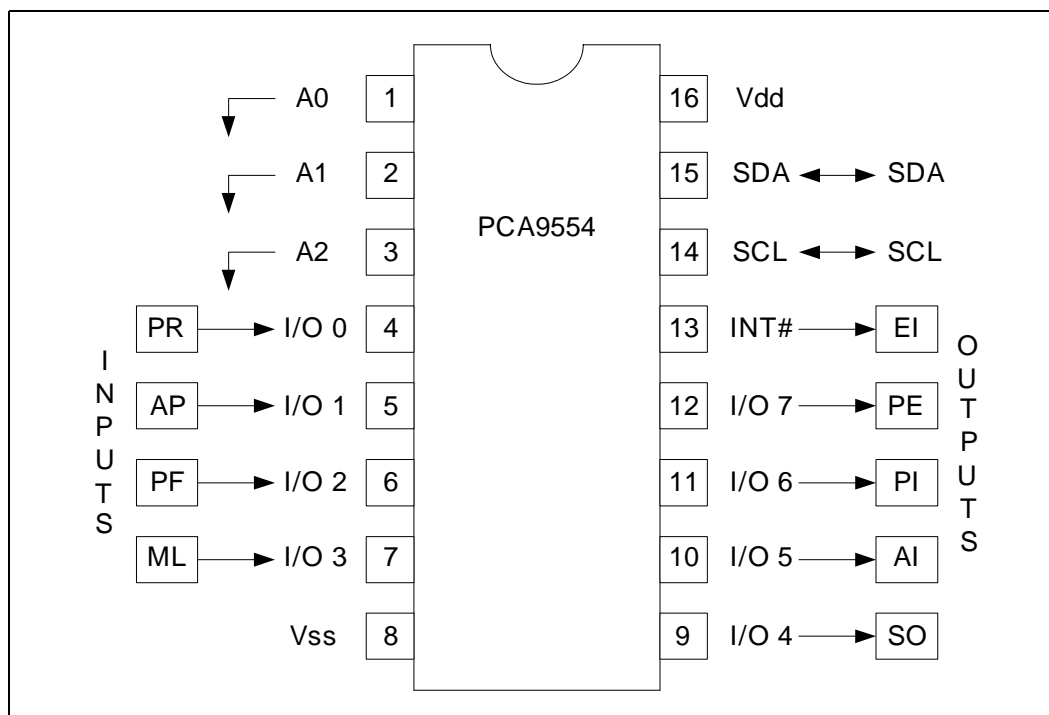 A0 1 16 Vdd
A1 2 15 SDA SDA
PCA9554
A2 3 14 SCL SCL
PR I/O 0 4 13 INT# EI
AP I/O 1 5 12 I/O 7 PE
PF I/O 2 6 11 I/O 6 PI
ML I/O 3 7 10 I/O 5 AI
Vss 8 9 I/O 4 SO
INPUTS
OUTPUTS